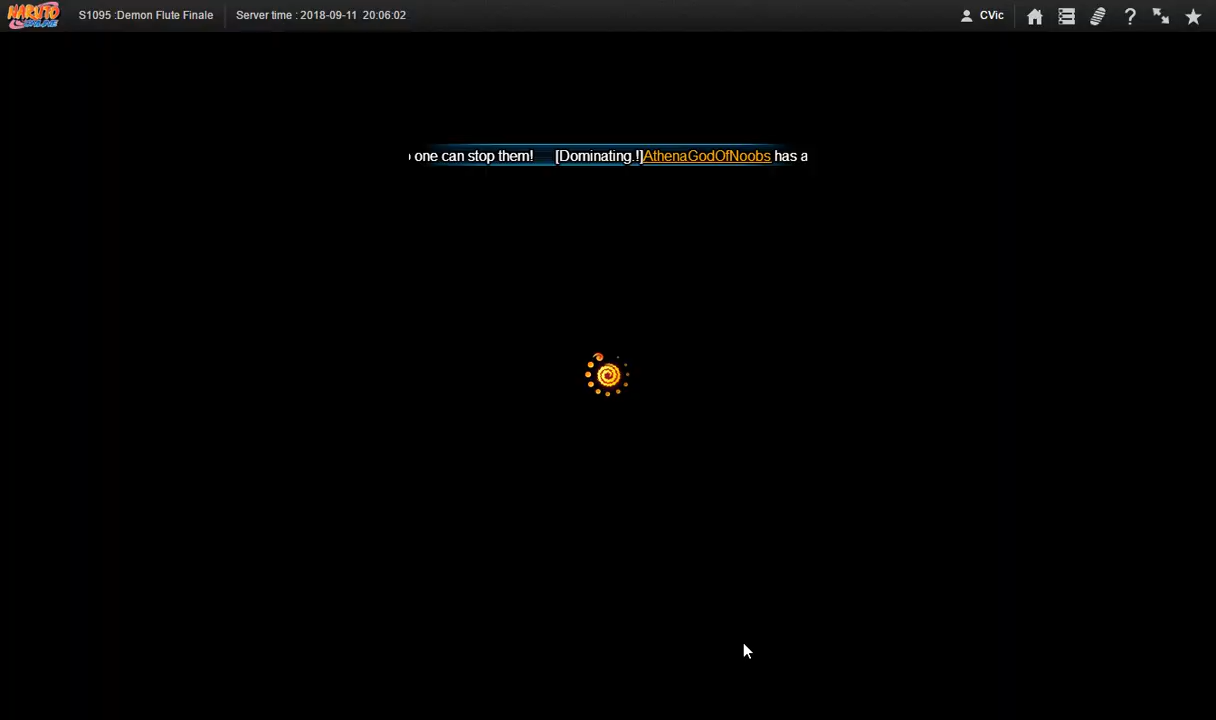 NARUTO ONLINE S1095 :Demon Flute Finale Server time : 2018-09-11 20:06:02 CVic
one can stop them! [Dominating.!]AthenaGodOfNoobs has a